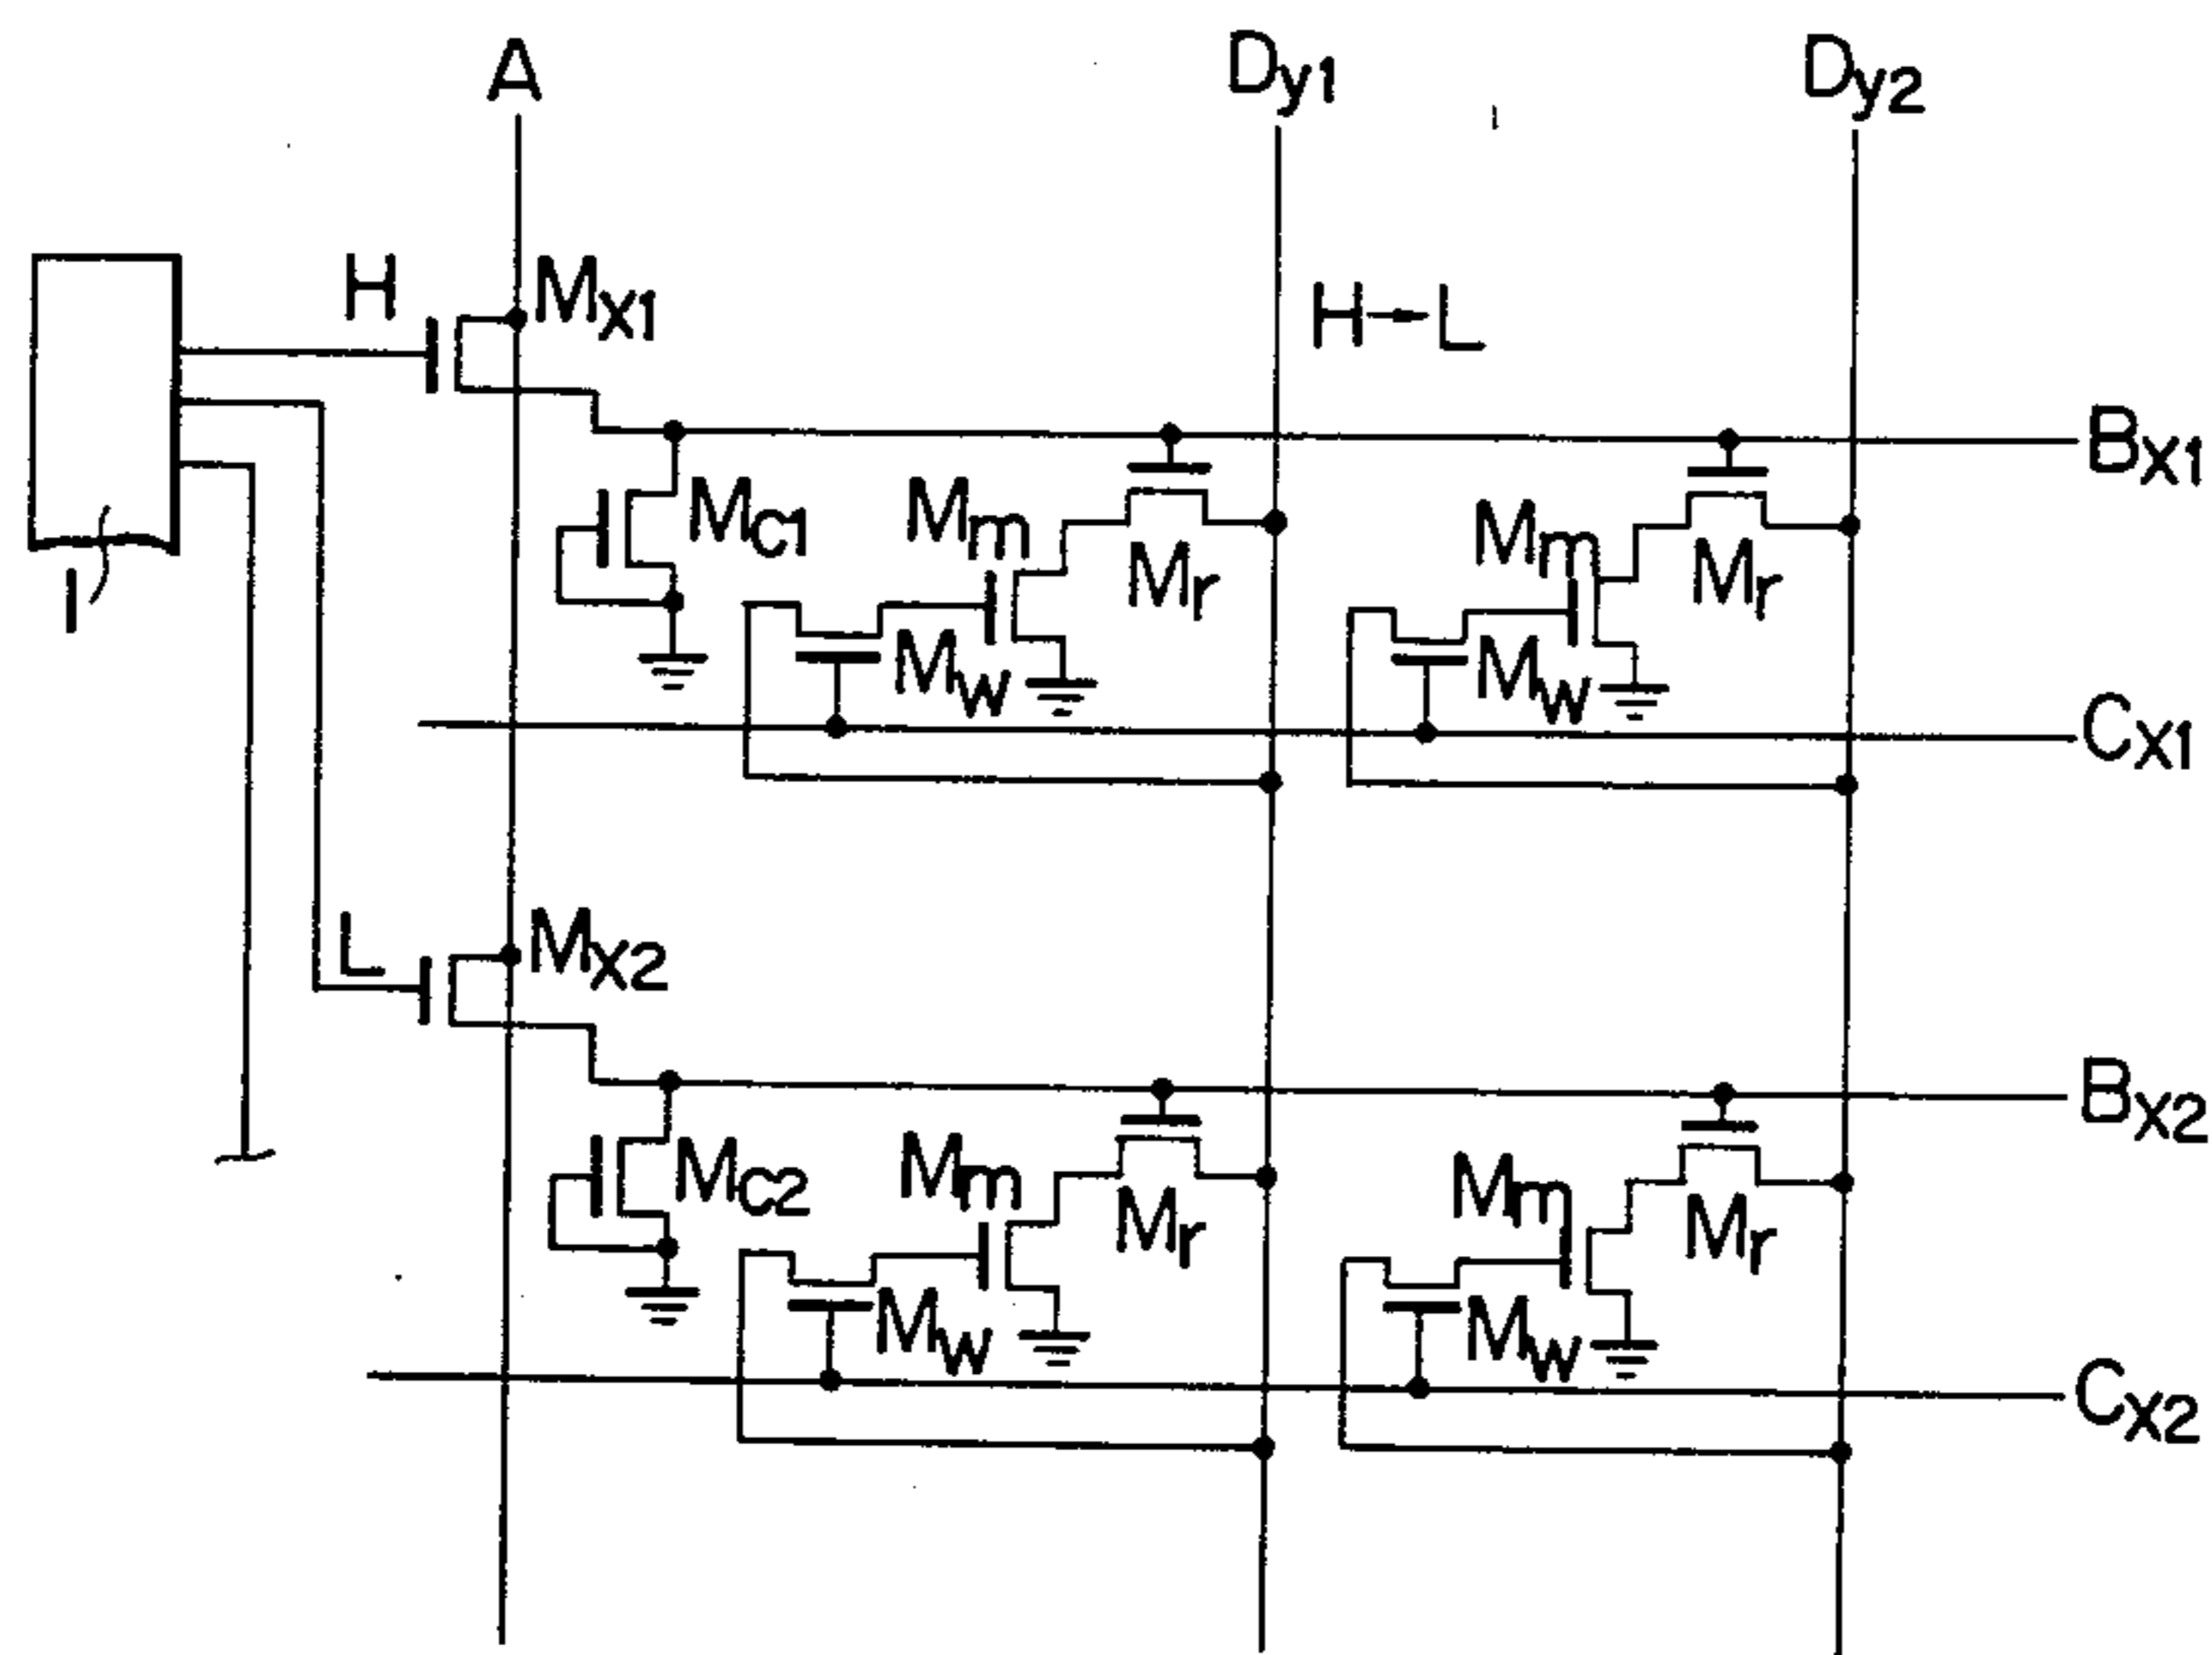 A Dy1 Dy2
H MX1
H→L
BX1
MC1 Mm Mr Mm Mr
1
Mw Mw
CX1
L MX2
BX2
MC2 Mm Mr Mm Mr
Mw Mw
CX2